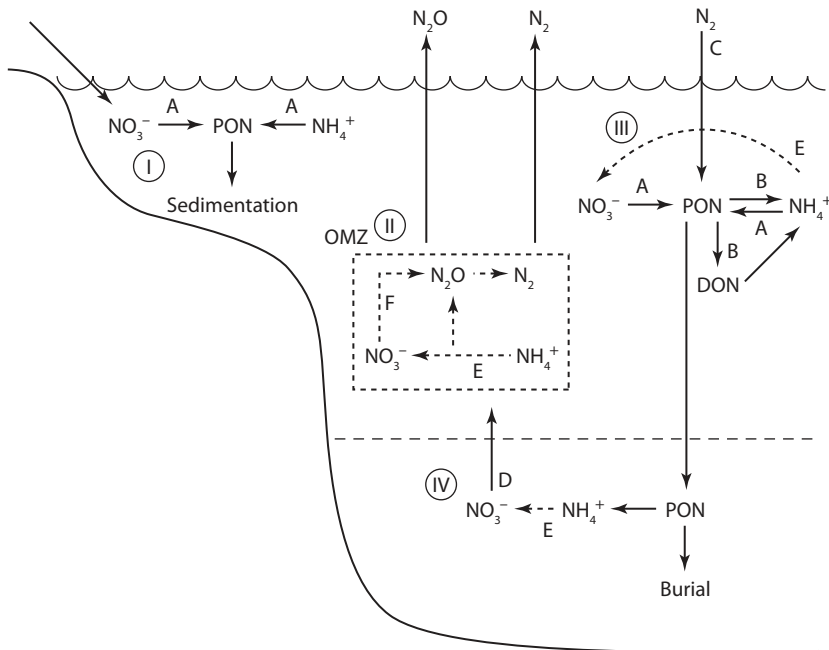 N₂O
N₂
N₂
C
NO₃⁻
A
PON
A
NH₄⁺
I
Sedimentation
III
E
NO₃⁻
A
PON
B
A
NH₄⁺
B
DON
OMZ
II
N₂O
N₂
F
NO₃⁻
E
NH₄⁺
IV
D
NO₃⁻
E
NH₄⁺
PON
Burial